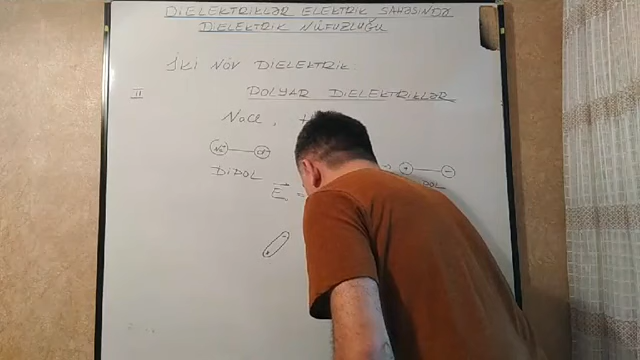 DİELEKTRİKLƏR ELEKTRİK SAHƏSİNDƏ
DİELEKTRİK NÜFUZLUĞU
İKİ NÖV DİELEKTRİK.
II POLYAR DİELEKTRİKLƏR
NaCl,
Na Cl + -
DİPOL
E =
- +